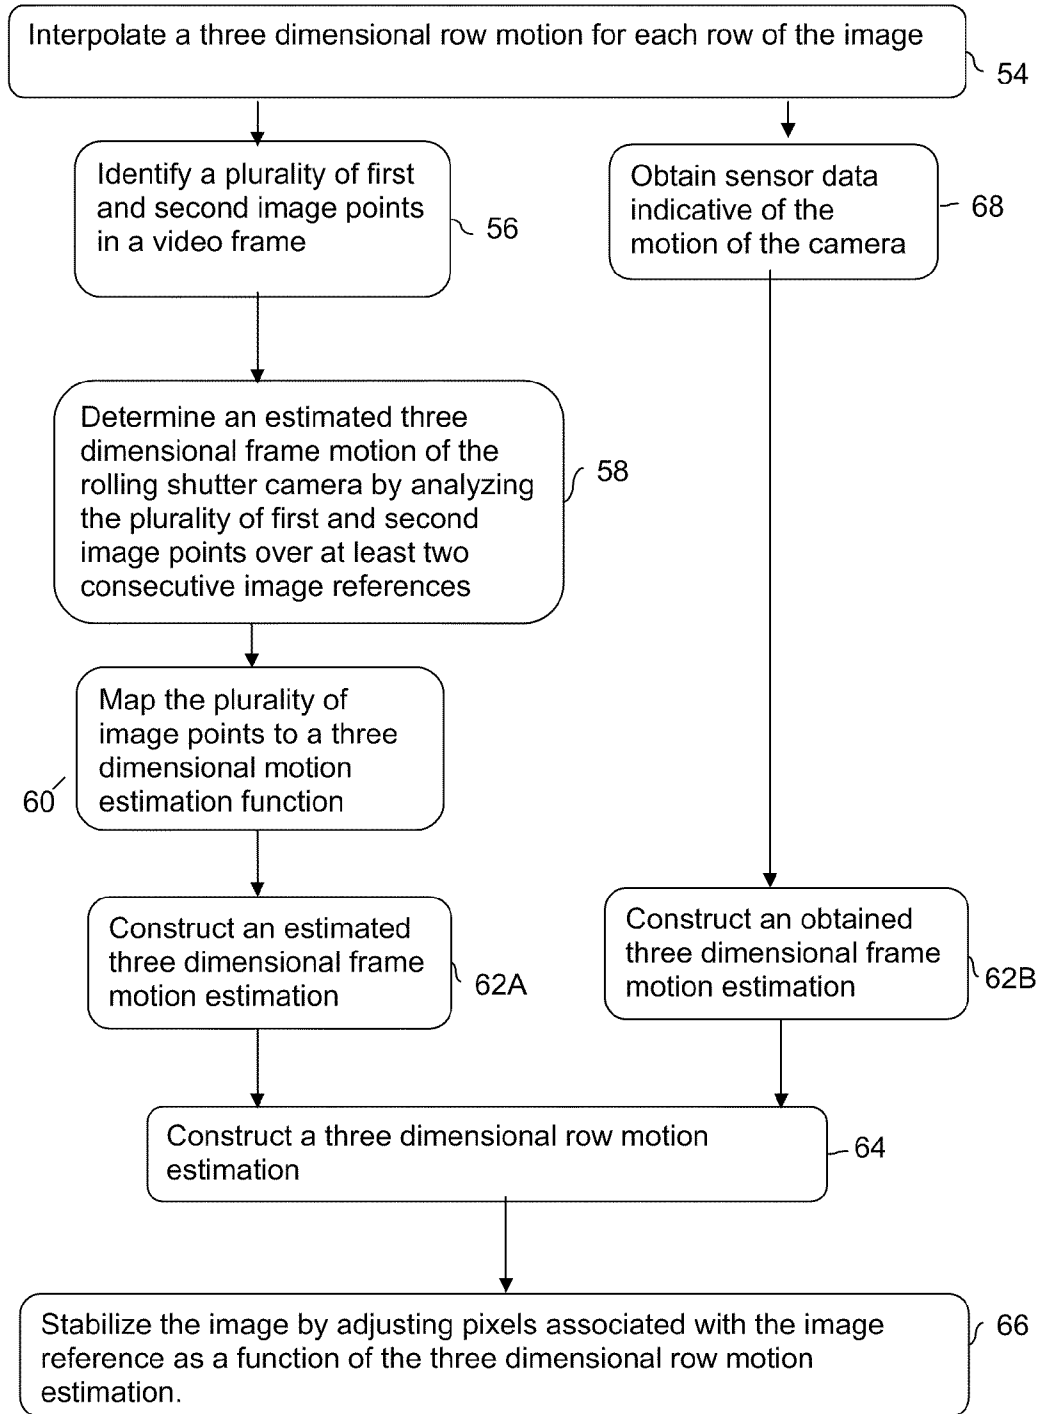 Interpolate a three dimensional row motion for each row of the image
54
Identify a plurality of first
and second image points
in a video frame
56
Obtain sensor data
indicative of the
motion of the camera
68
Determine an estimated three
dimensional frame motion of the
rolling shutter camera by analyzing
the plurality of first and second
image points over at least two
consecutive image references
58
Map the plurality of
image points to a three
dimensional motion
estimation function
60
Construct an estimated
three dimensional frame
motion estimation
62A
Construct an obtained
three dimensional frame
motion estimation
62B
Construct a three dimensional row motion
estimation
64
Stabilize the image by adjusting pixels associated with the image
reference as a function of the three dimensional row motion
estimation.
66